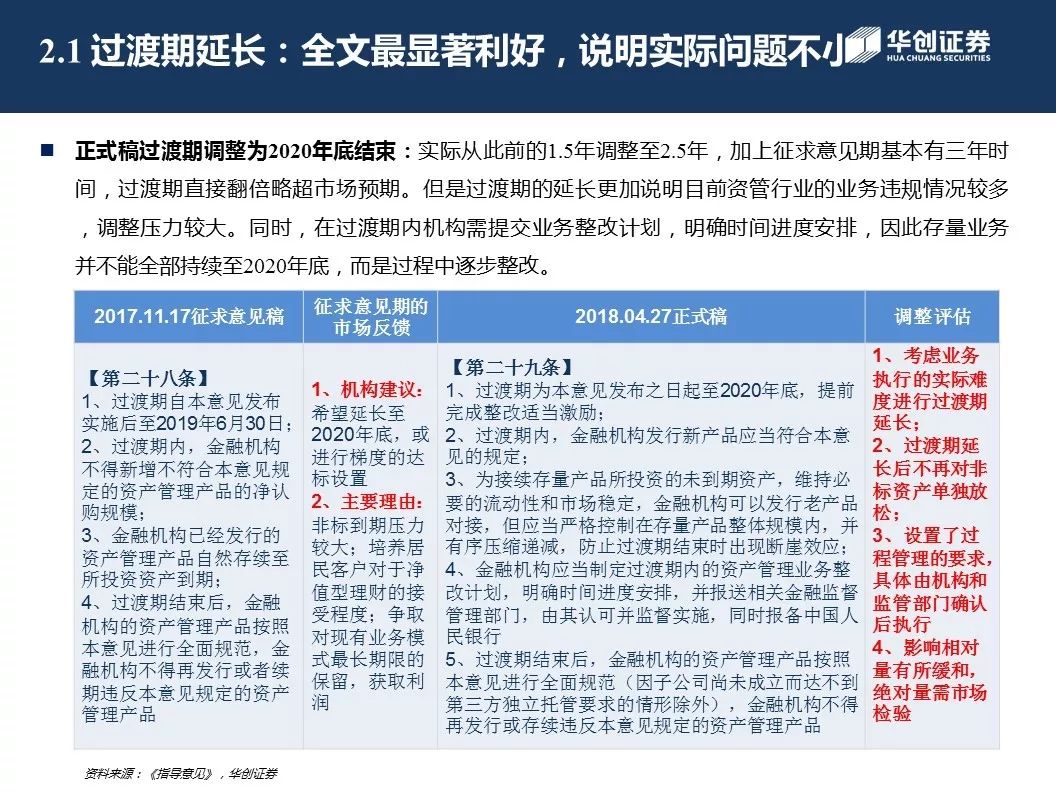 2.1 过渡期延长：全文最显著利好，说明实际问题不小
华创证券
HUA CHUANG SECURITIES
正式稿过渡期调整为2020年底结束：实际从此前的1.5年调整至2.5年，加上征求意见期基本有三年时
间，过渡期直接翻倍略超市场预期。但是过渡期的延长更加说明目前资管行业的业务违规情况较多
，调整压力较大。同时，在过渡期内机构需提交业务整改计划，明确时间进度安排，因此存量业务
并不能全部持续至2020年底，而是过程中逐步整改。
2017.11.17征求意见稿
征求意见期的
市场反馈
2018.04.27正式稿
调整评估
【第二十八条】
1、过渡期自本意见发布
实施后至2019年6月30日；
2、过渡期内，金融机构
不得新增不符合本意见规
定的资产管理产品的净认
购规模；
3、金融机构已经发行的
资产管理产品自然存续至
所投资资产到期；
4、过渡期结束后，金融
机构的资产管理产品按照
本意见进行全面规范，金
融机构不得再发行或者续
期违反本意见规定的资产
管理产品
1、机构建议：
希望延长至
2020年底，或
进行梯度的达
标设置
2、主要理由：
非标到期压力
较大；培养居
民客户对于净
值型理财的接
受程度；争取
对现有业务模
式最长期限的
保留，获取利
润
【第二十九条】
1、过渡期为本意见发布之日起至2020年底，提前
完成整改适当激励；
2、过渡期内，金融机构发行新产品应当符合本意
见的规定；
3、为接续存量产品所投资的未到期资产，维持必
要的流动性和市场稳定，金融机构可以发行老产品
对接，但应当严格控制在存量产品整体规模内，并
有序压缩递减，防止过渡期结束时出现断崖效应；
4、金融机构应当制定过渡期内的资产管理业务整
改计划，明确时间进度安排，并报送相关金融监督
管理部门，由其认可并监督实施，同时报备中国人
民银行
5、过渡期结束后，金融机构的资产管理产品按照
本意见进行全面规范（因子公司尚未成立而达不到
第三方独立托管要求的情形除外），金融机构不得
再发行或存续违反本意见规定的资产管理产品
1、考虑业务
执行的实际难
度进行过渡期
延长；
2、过渡期延
长后不再对非
标资产单独放
松；
3、设置了过
程管理的要求，
具体由机构和
监管部门确认
后执行
4、影响相对
量有所缓和，
绝对量需市场
检验
资料来源：《指导意见》，华创证券